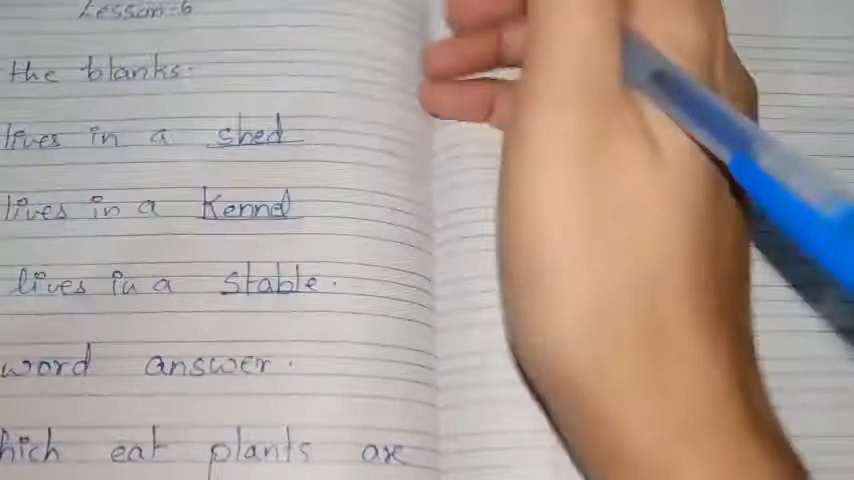 Lesson-6
the blanks.
lives in a shed
lives in a Kennel
lives in a stable.
word answer.
hich eat plants are